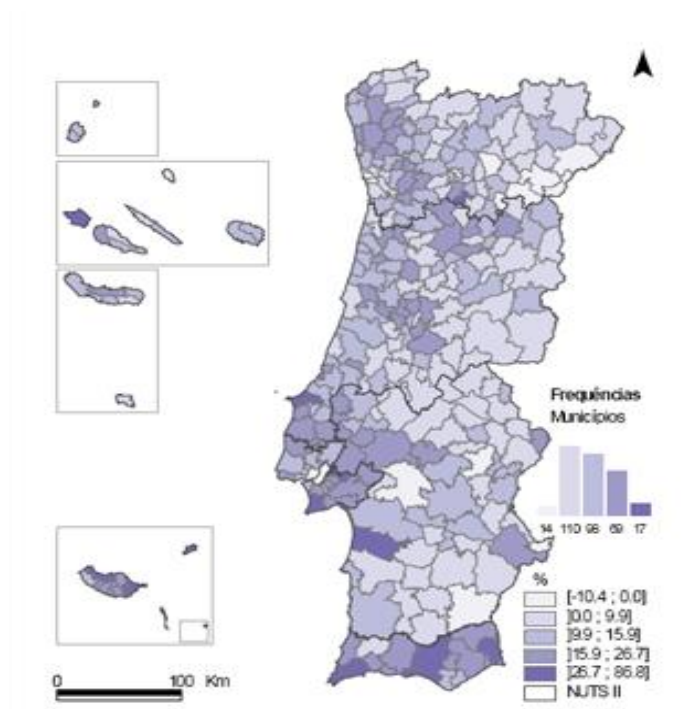 Frequências
Municípios
14 110 98 69 17
%
[-10.4 ; 0.0]
]0.0 ; 9.9]
]9.9 ; 15.9]
]15.9 ; 26.7]
]26.7 ; 86.8]
NUTS II
0 100 Km